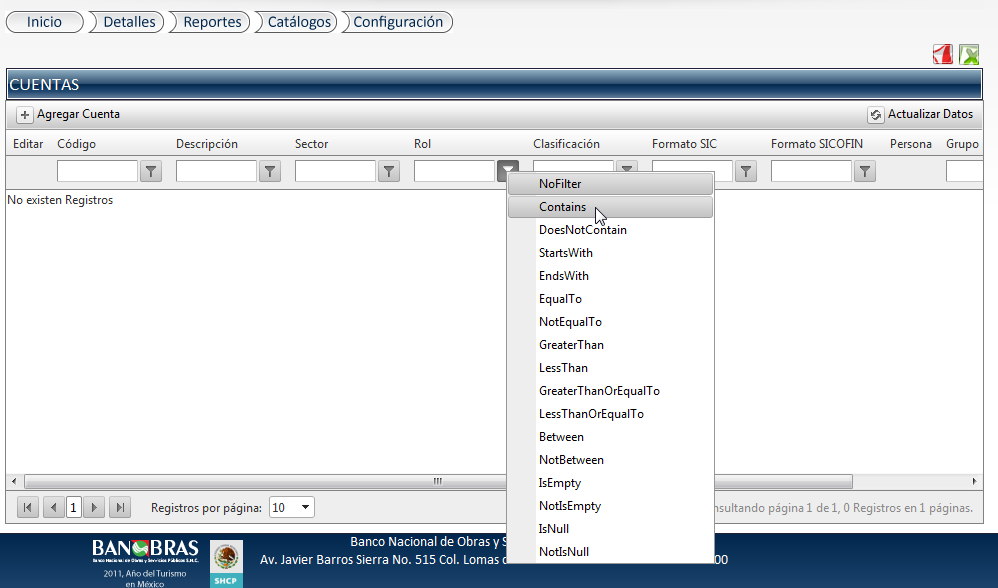 Inicio Detalles Reportes Catálogos Configuración
CUENTAS
Agregar Cuenta Actualizar Datos
Editar Código Descripción Sector Rol Clasificación Formato SIC Formato SICOFIN Persona Grupo
No existen Registros
NoFilter
Contains
DoesNotContain
StartsWith
EndsWith
EqualTo
NotEqualTo
GreaterThan
LessThan
GreaterThanOrEqualTo
LessThanOrEqualTo
Between
NotBetween
IsEmpty
NotIsEmpty
IsNull
NotIsNull
1 Registros por página: 10 nsultando página 1 de 1, 0 Registros en 1 páginas.
BANOBRAS
Banco Nacional de Obras y Servicios Públicos S.N.C.
2011, Año del Turismo
en México
SHCP
Banco Nacional de Obras y S
Av. Javier Barros Sierra No. 515 Col. Lomas 00